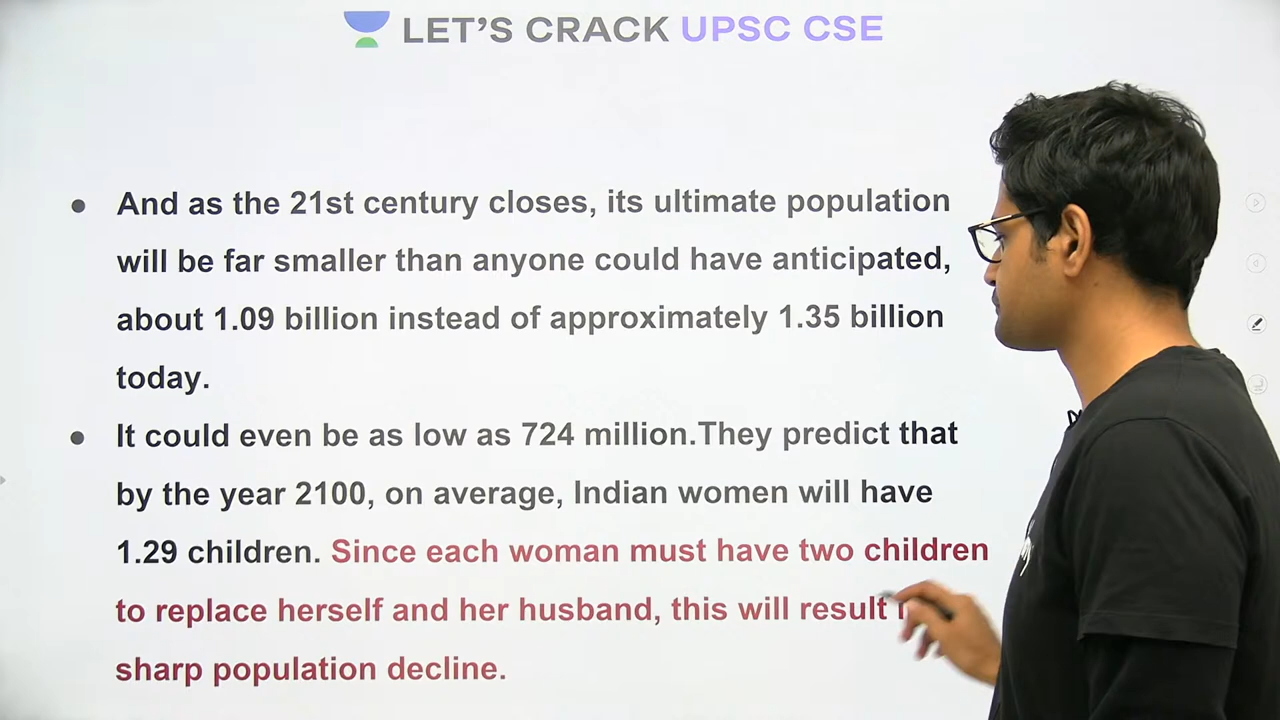 LET'S CRACK UPSC CSE
● And as the 21st century closes, its ultimate population
will be far smaller than anyone could have anticipated,
about 1.09 billion instead of approximately 1.35 billion
today.
● It could even be as low as 724 million.They predict that
by the year 2100, on average, Indian women will have
1.29 children. Since each woman must have two children
to replace herself and her husband, this will result
sharp population decline.